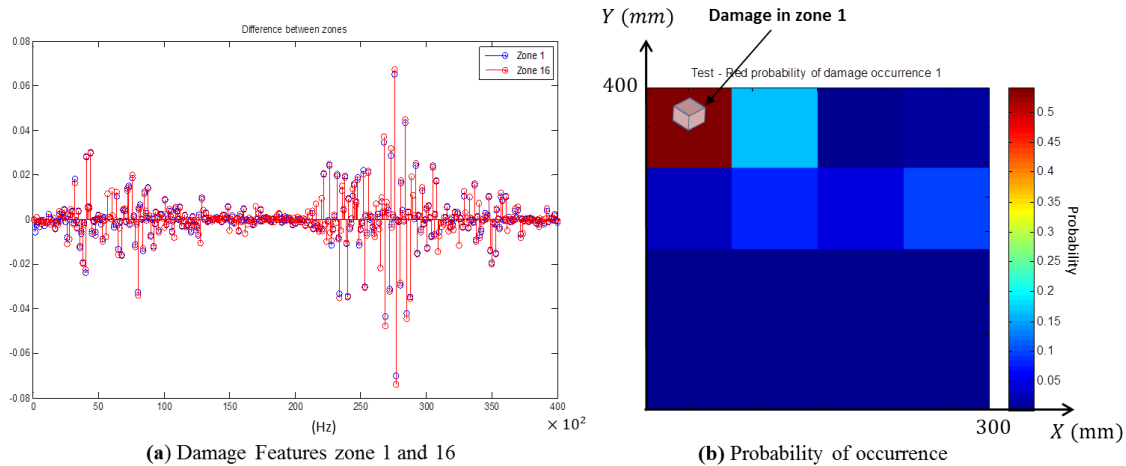 Difference between zones
Zone 1
Zone 16
0.08
0.06
0.04
0.02
0
-0.02
-0.04
-0.06
-0.08
0 50 100 150 200 250 300 350 400
(Hz)
× 10²
(a) Damage Features zone 1 and 16
Y (mm)
Damage in zone 1
Test - Red probability of damage occurrence 1
400
0.5
0.45
0.4
0.35
0.3
0.25
0.2
0.15
0.1
0.05
Probability
300
X (mm)
(b) Probability of occurrence